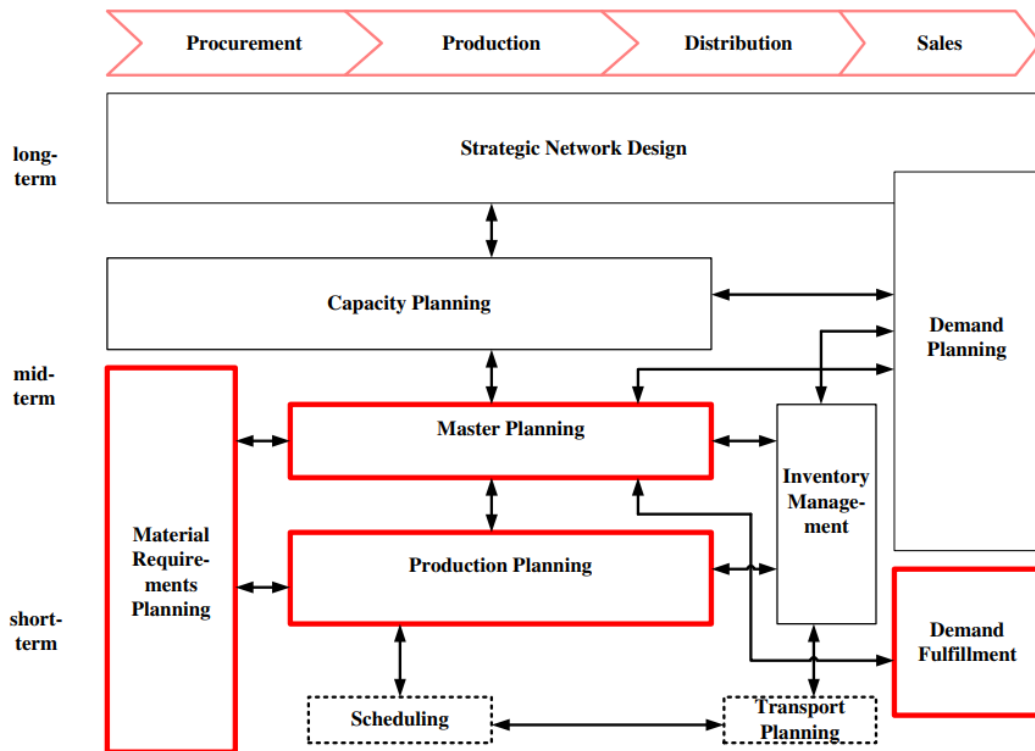 Procurement
Production
Distribution
Sales
long-
term
Strategic Network Design
Capacity Planning
Demand
Planning
mid-
term
Master Planning
Inventory
Manage-
ment
Material
Require-
ments
Planning
Production Planning
short-
term
Demand
Fulfillment
Scheduling
Transport
Planning